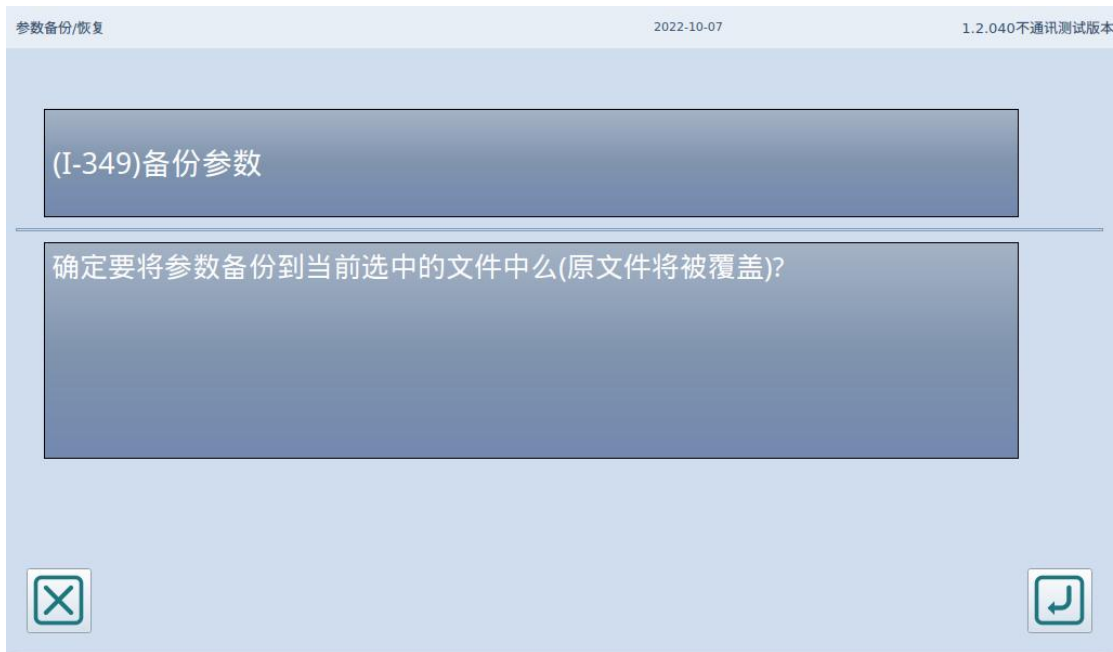 参数备份/恢复 2022-10-07 1.2.040不通讯测试版本
(I-349)备份参数
确定要将参数备份到当前选中的文件中么(原文件将被覆盖)?